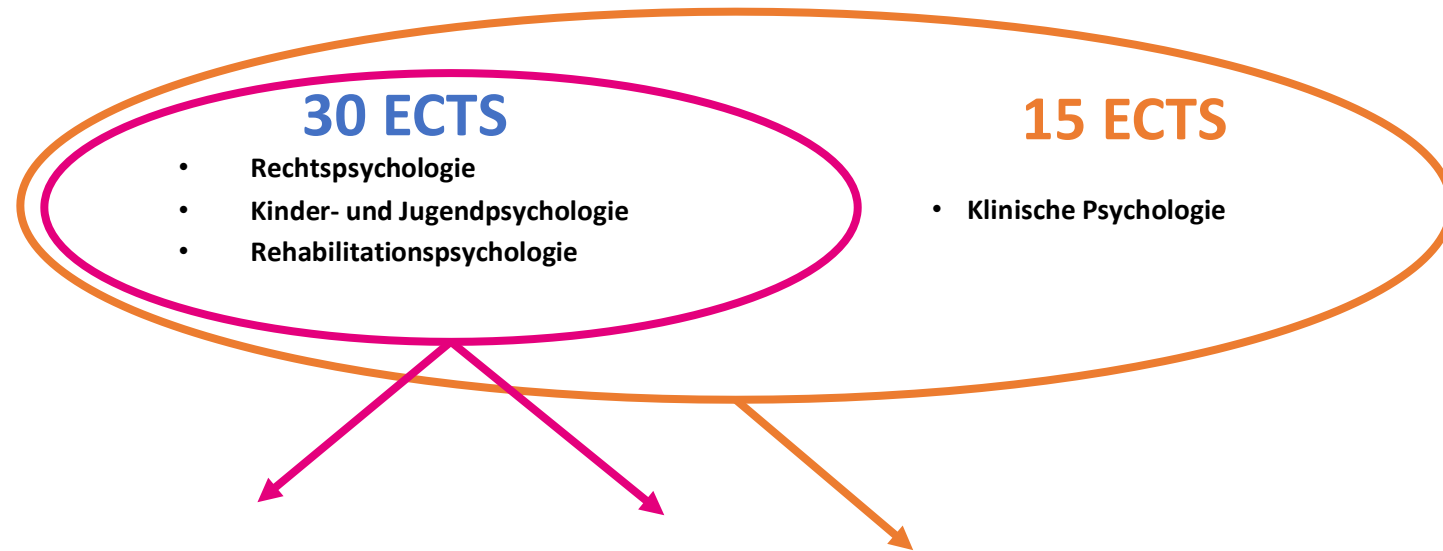 30 ECTS
• Rechtspsychologie
• Kinder- und Jugendpsychologie
• Rehabilitationspsychologie
15 ECTS
• Klinische Psychologie